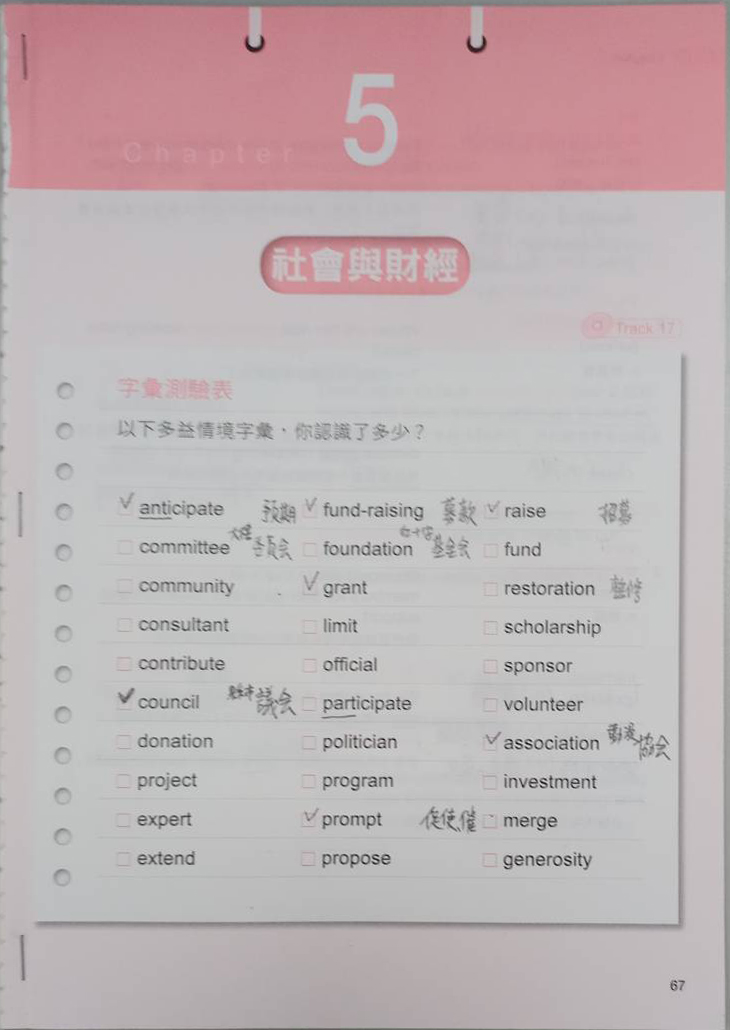 Chapter 5
社會與財經
Track 17
字彙測驗表
以下多益情境字彙，你認識了多少？
anticipate 預期 fund-raising 募款 raise 招募
committee 委員会 foundation 基金会 fund
community grant restoration 整修
consultant limit scholarship
contribute official sponsor
council 議会 participate volunteer
donation politician association 協会
project program investment
expert prompt 促使.催 merge
extend propose generosity
67